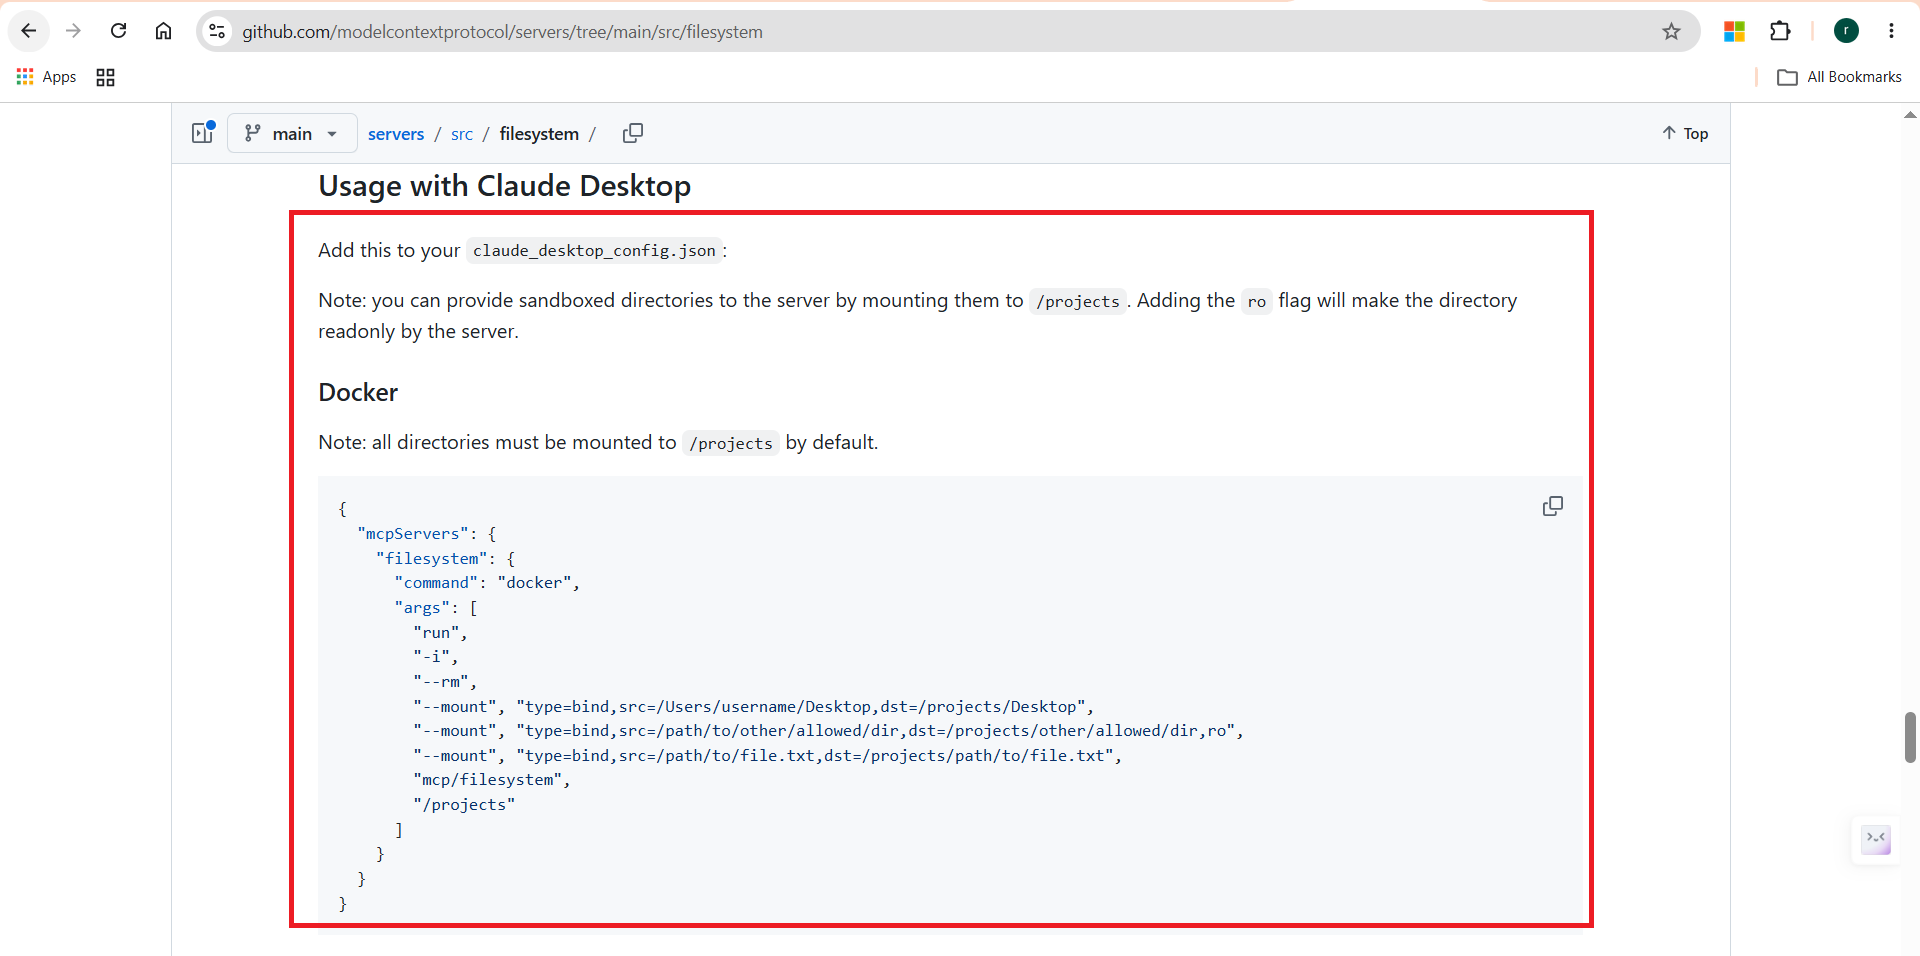 github.com/modelcontextprotocol/servers/tree/main/src/filesystem
r
Apps
All Bookmarks
main
servers / src / filesystem /
Top
Usage with Claude Desktop
Add this to your claude_desktop_config.json:
Note: you can provide sandboxed directories to the server by mounting them to /projects. Adding the ro flag will make the directory
readonly by the server.
Docker
Note: all directories must be mounted to /projects by default.
{
  "mcpServers": {
    "filesystem": {
      "command": "docker",
      "args": [
        "run",
        "-i",
        "--rm",
        "--mount", "type=bind,src=/Users/username/Desktop,dst=/projects/Desktop",
        "--mount", "type=bind,src=/path/to/other/allowed/dir,dst=/projects/other/allowed/dir,ro",
        "--mount", "type=bind,src=/path/to/file.txt,dst=/projects/path/to/file.txt",
        "mcp/filesystem",
        "/projects"
      ]
    }
  }
}